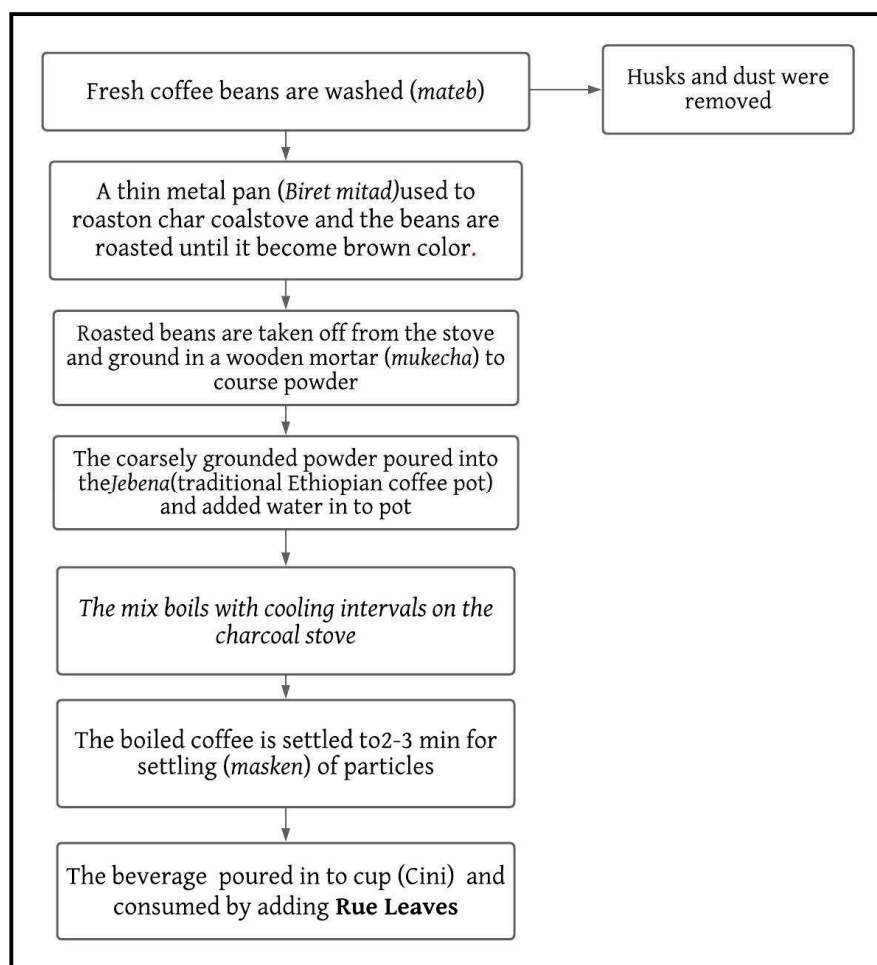 Fresh coffee beans are washed (mateb)
Husks and dust were
removed
A thin metal pan (Biret mitad)used to
roaston char coalstove and the beans are
roasted until it become brown color.
Roasted beans are taken off from the stove
and ground in a wooden mortar (mukecha) to
course powder
The coarsely grounded powder poured into
theJebena(traditional Ethiopian coffee pot)
and added water in to pot
The mix boils with cooling intervals on the
charcoal stove
The boiled coffee is settled to2-3 min for
settling (masken) of particles
The beverage poured in to cup (Cini) and
consumed by adding Rue Leaves